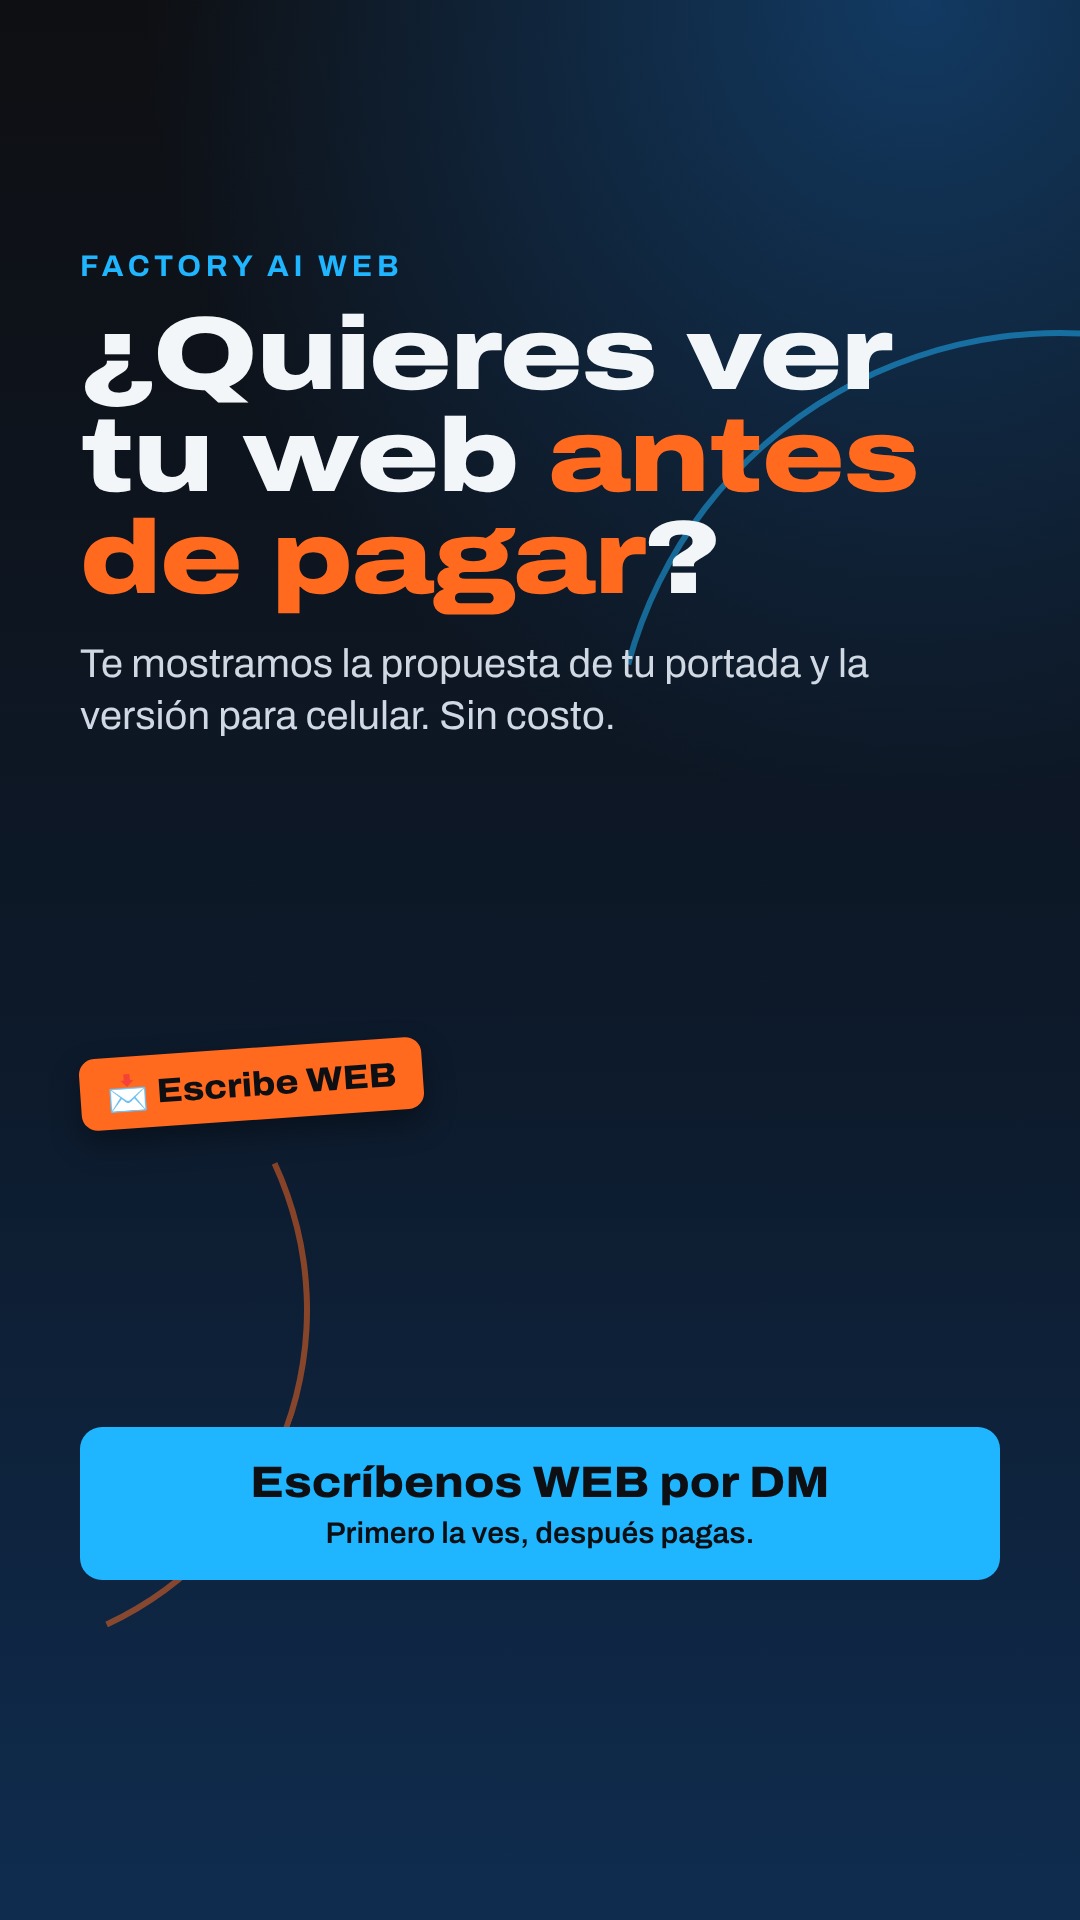 FACTORY AI WEB
¿Quieres ver
tu web antes
de pagar?
Te mostramos la propuesta de tu portada y la
versión para celular. Sin costo.
📩 Escribe WEB
Escríbenos WEB por DM
Primero la ves, después pagas.